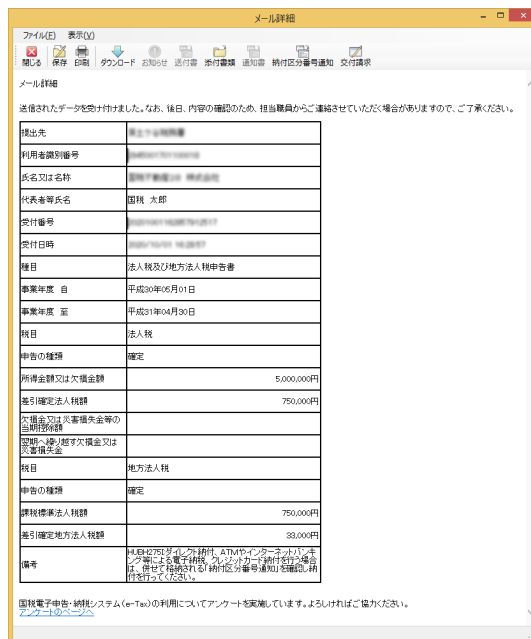 メール詳細
ファイル(F) 表示(V)
閉じる 保存 印刷 ダウンロード お知らせ 送付書 添付書類 通知書 納付区分番号通知 交付請求
メール詳細
送信されたデータを受け付けました。なお、後日、内容の確認のため、担当職員からご連絡させていただく場合がありますので、ご了承ください。
提出先
利用者識別番号
氏名又は名称
代表者等氏名 国税 太郎
受付番号
受付日時
種目 法人税及び地方法人税申告書
事業年度 自 平成30年05月01日
事業年度 至 平成31年04月30日
税目 法人税
申告の種類 確定
所得金額又は欠損金額 5,000,000円
差引確定法人税額 750,000円
欠損金又は災害損失金等の
当期控除額
翌期へ繰り越す欠損金又は
災害損失金
税目 地方法人税
申告の種類 確定
課税標準法人税額 750,000円
差引確定地方法人税額 33,000円
備考
HUBH275I:ダイレクト納付、ATMやインターネットバンキ
ング等による電子納税、クレジットカード納付を行う場合
は、併せて格納される「納付区分番号通知」を確認し納
付を行ってください。
国税電子申告・納税システム(e-Tax)の利用についてアンケートを実施しています。よろしければご協力ください。
アンケートのページへ